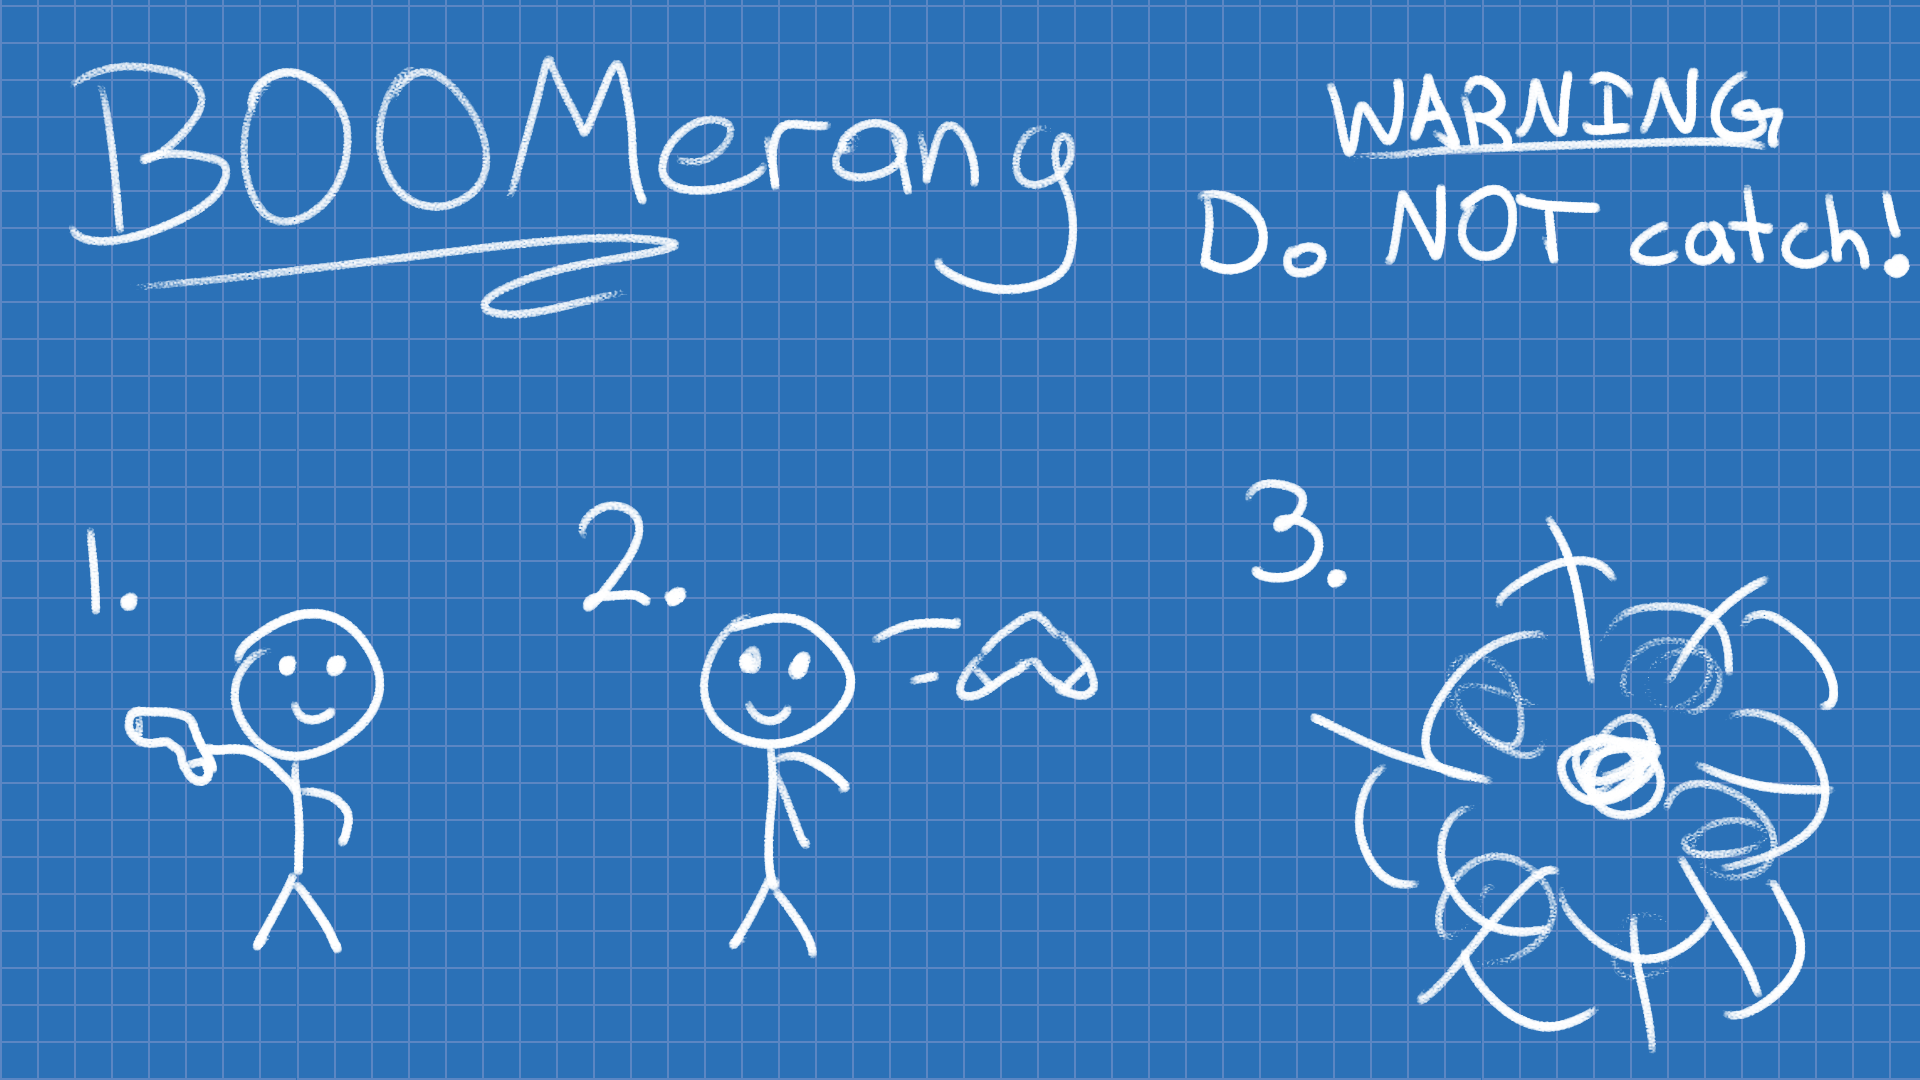 BOOMerang
WARNING
Do NOT catch!
1.
2.
3.